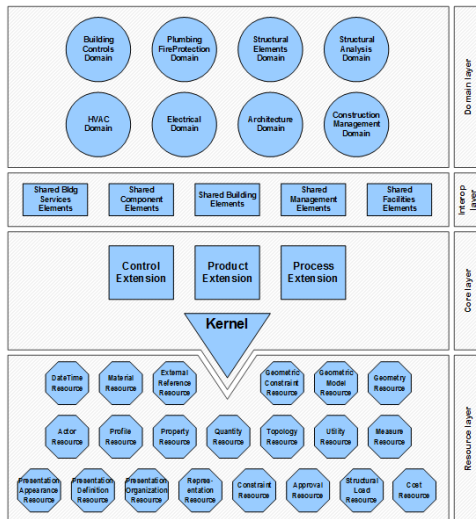 Building
Controls
Domain
Plumbing
FireProtection
Domain
Structural
Elements
Domain
Structural
Analysis
Domain
HVAC
Domain
Electrical
Domain
Architecture
Domain
Construction
Management
Domain
Domain layer
Shared Bldg
Services
Elements
Shared
Component
Elements
Shared Building
Elements
Shared
Management
Elements
Shared
Facilities
Elements
Interop
layer
Control
Extension
Product
Extension
Process
Extension
Kernel
Core layer
DateTime
Resource
Material
Resource
External
Reference
Resource
Geometric
Constraint
Resource
Geometric
Model
Resource
Geometry
Resource
Actor
Resource
Profile
Resource
Property
Resource
Quantity
Resource
Topology
Resource
Utility
Resource
Measure
Resource
Presentation
Appearance
Resource
Presentation
Definition
Resource
Presentation
Organization
Resource
Repre-
sentation
Resource
Constraint
Resource
Approval
Resource
Structural
Load
Resource
Cost
Resource
Resource layer